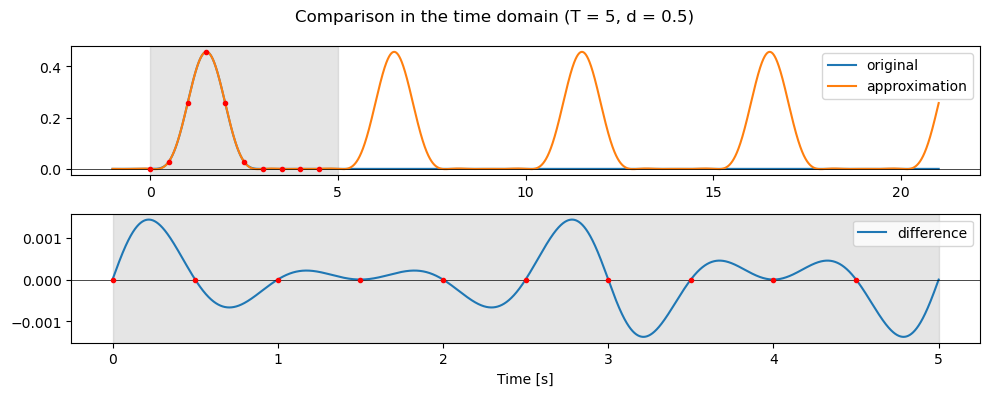 Comparison in the time domain (T = 5, d = 0.5)
0.4
0.2
0.0
original
approximation
0 5 10 15 20
0.001
0.000
−0.001
difference
0 1 2 3 4 5
Time [s]